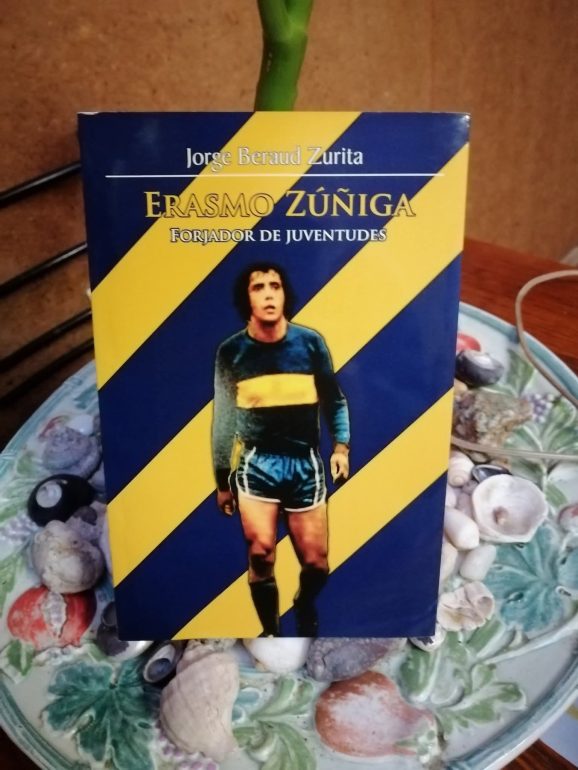 Jorge Beraud Zurita
ERASMO ZÚÑIGA
FORJADOR DE JUVENTUDES